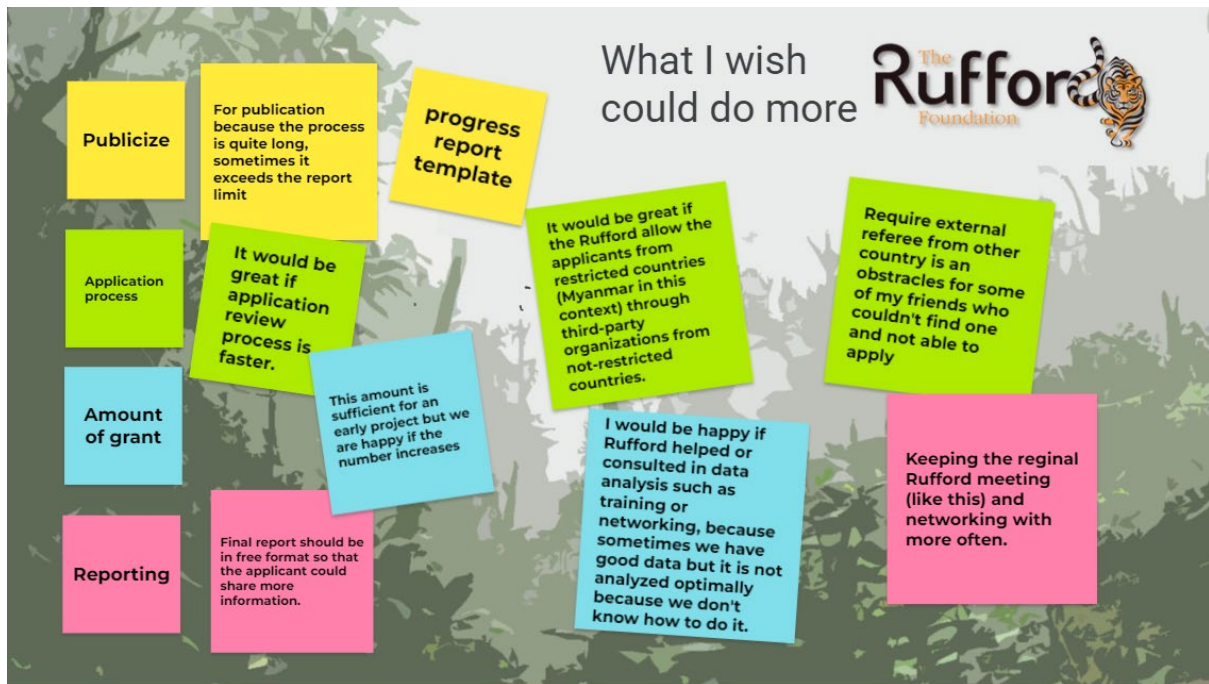 What I wish
could do more
The
Rufford
Foundation
Publicize
For publication
because the process
is quite long,
sometimes it
exceeds the report
limit
progress
report
template
Application
process
It would be
great if
application
review
process is
faster.
It would be great if
the Rufford allow the
applicants from
restricted countries
(Myanmar in this
context) through
third-party
organizations from
not-restricted
countries.
Require external
referee from other
country is an
obstracles for some
of my friends who
couldn't find one
and not able to
apply
Amount
of grant
This amount is
sufficient for an
early project but we
are happy if the
number increases
I would be happy if
Rufford helped or
consulted in data
analysis such as
training or
networking, because
sometimes we have
good data but it is not
analyzed optimally
because we don't
know how to do it.
Keeping the reginal
Rufford meeting
(like this) and
networking with
more often.
Reporting
Final report should be
in free format so that
the applicant could
share more
information.